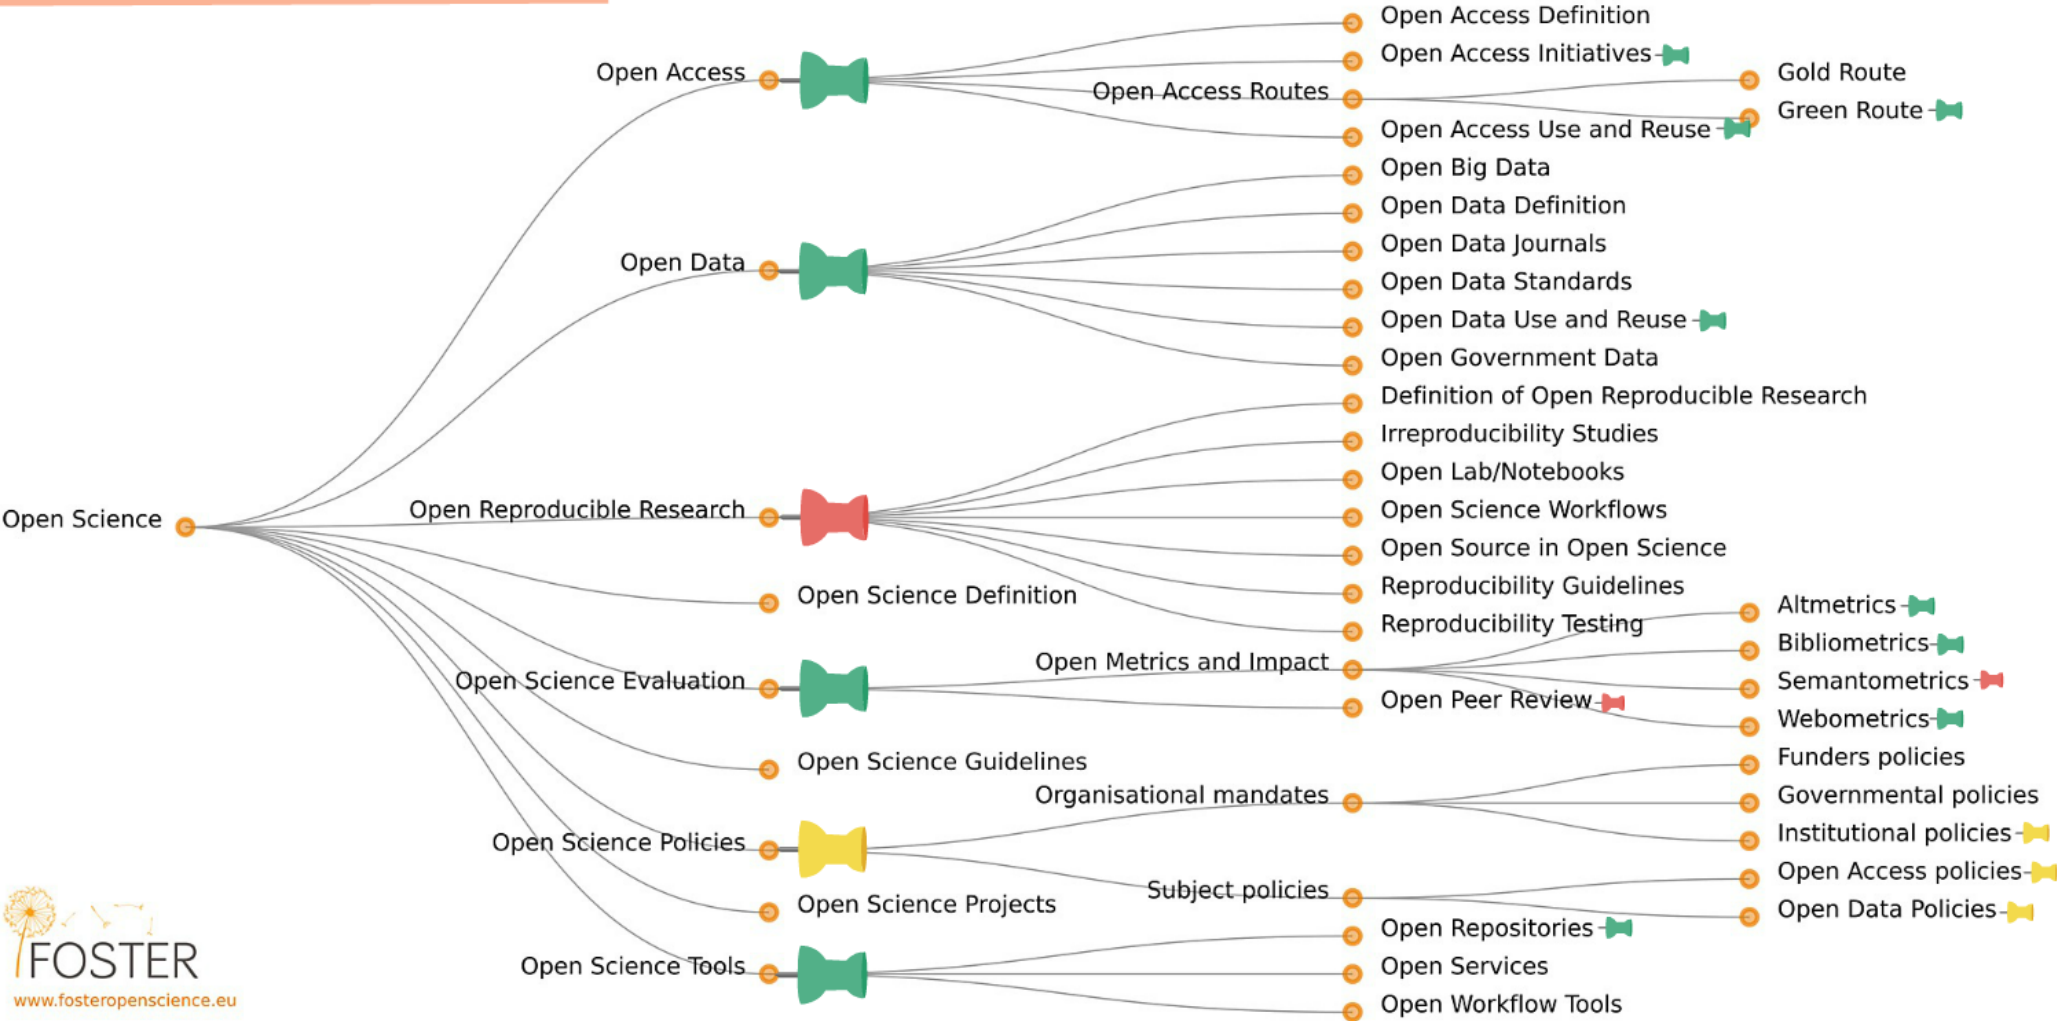 Open Science
Open Access
Open Access Definition
Open Access Initiatives
Open Access Routes
Gold Route
Green Route
Open Access Use and Reuse
Open Data
Open Big Data
Open Data Definition
Open Data Journals
Open Data Standards
Open Data Use and Reuse
Open Government Data
Open Reproducible Research
Definition of Open Reproducible Research
Irreproducibility Studies
Open Lab/Notebooks
Open Science Workflows
Open Source in Open Science
Reproducibility Guidelines
Reproducibility Testing
Open Science Definition
Open Science Evaluation
Open Metrics and Impact
Altmetrics
Bibliometrics
Semantometrics
Webometrics
Open Peer Review
Open Science Guidelines
Open Science Policies
Organisational mandates
Funders policies
Governmental policies
Institutional policies
Subject policies
Open Access policies
Open Data Policies
Open Science Projects
Open Science Tools
Open Repositories
Open Services
Open Workflow Tools
FOSTER
www.fosteropenscience.eu